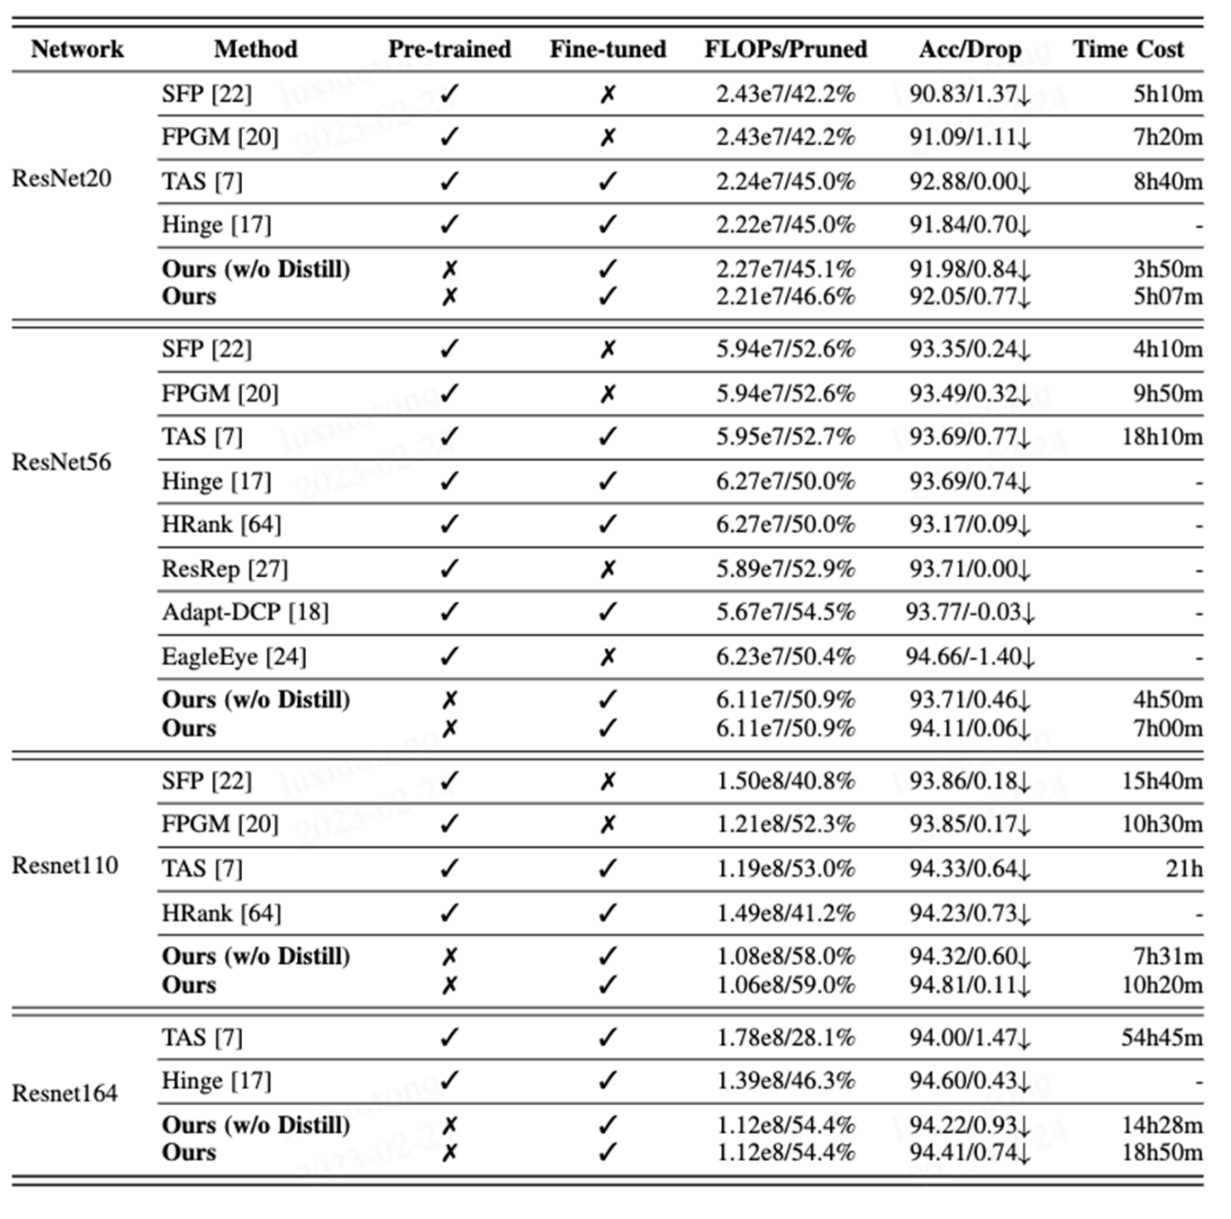 Network Method Pre-trained Fine-tuned FLOPs/Pruned Acc/Drop Time Cost
SFP [22] ✓ ✗ 2.43e7/42.2% 90.83/1.37↓ 5h10m
FPGM [20] ✓ ✗ 2.43e7/42.2% 91.09/1.11↓ 7h20m
ResNet20
TAS [7] ✓ ✓ 2.24e7/45.0% 92.88/0.00↓ 8h40m
Hinge [17] ✓ ✓ 2.22e7/45.0% 91.84/0.70↓ -
Ours (w/o Distill) ✗ ✓ 2.27e7/45.1% 91.98/0.84↓ 3h50m
Ours ✗ ✓ 2.21e7/46.6% 92.05/0.77↓ 5h07m
SFP [22] ✓ ✗ 5.94e7/52.6% 93.35/0.24↓ 4h10m
FPGM [20] ✓ ✗ 5.94e7/52.6% 93.49/0.32↓ 9h50m
TAS [7] ✓ ✓ 5.95e7/52.7% 93.69/0.77↓ 18h10m
ResNet56
Hinge [17] ✓ ✓ 6.27e7/50.0% 93.69/0.74↓ -
HRank [64] ✓ ✓ 6.27e7/50.0% 93.17/0.09↓ -
ResRep [27] ✓ ✗ 5.89e7/52.9% 93.71/0.00↓ -
Adapt-DCP [18] ✓ ✓ 5.67e7/54.5% 93.77/-0.03↓ -
EagleEye [24] ✓ ✗ 6.23e7/50.4% 94.66/-1.40↓ -
Ours (w/o Distill) ✗ ✓ 6.11e7/50.9% 93.71/0.46↓ 4h50m
Ours ✗ ✓ 6.11e7/50.9% 94.11/0.06↓ 7h00m
SFP [22] ✓ ✗ 1.50e8/40.8% 93.86/0.18↓ 15h40m
FPGM [20] ✓ ✗ 1.21e8/52.3% 93.85/0.17↓ 10h30m
Resnet110
TAS [7] ✓ ✓ 1.19e8/53.0% 94.33/0.64↓ 21h
HRank [64] ✓ ✓ 1.49e8/41.2% 94.23/0.73↓ -
Ours (w/o Distill) ✗ ✓ 1.08e8/58.0% 94.32/0.60↓ 7h31m
Ours ✗ ✓ 1.06e8/59.0% 94.81/0.11↓ 10h20m
TAS [7] ✓ ✓ 1.78e8/28.1% 94.00/1.47↓ 54h45m
Hinge [17] ✓ ✓ 1.39e8/46.3% 94.60/0.43↓ -
Resnet164
Ours (w/o Distill) ✗ ✓ 1.12e8/54.4% 94.22/0.93↓ 14h28m
Ours ✗ ✓ 1.12e8/54.4% 94.41/0.74↓ 18h50m